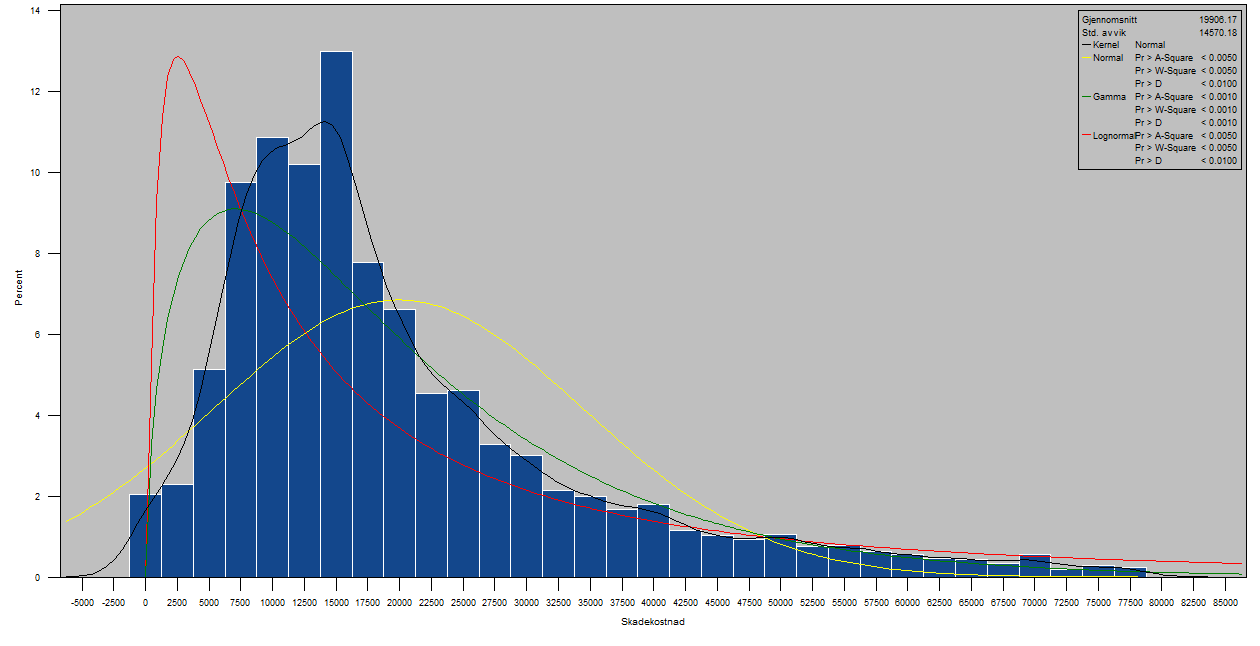 14
12
10
8
6
4
2
0
Percent
-5000 -2500 0 2500 5000 7500 10000 12500 15000 17500 20000 22500 25000 27500 30000 32500 35000 37500 40000 42500 45000 47500 50000 52500 55000 57500 60000 62500 65000 67500 70000 72500 75000 77500 80000 82500 85000
Skadekostnad
Gjennomsnitt 19906.17
Std. avvik 14570.18
Kernel Normal
Normal Pr > A-Square < 0.0050
Pr > W-Square < 0.0050
Pr > D < 0.0100
Gamma Pr > A-Square < 0.0010
Pr > W-Square < 0.0010
Pr > D < 0.0010
Lognormal Pr > A-Square < 0.0050
Pr > W-Square < 0.0050
Pr > D < 0.0100